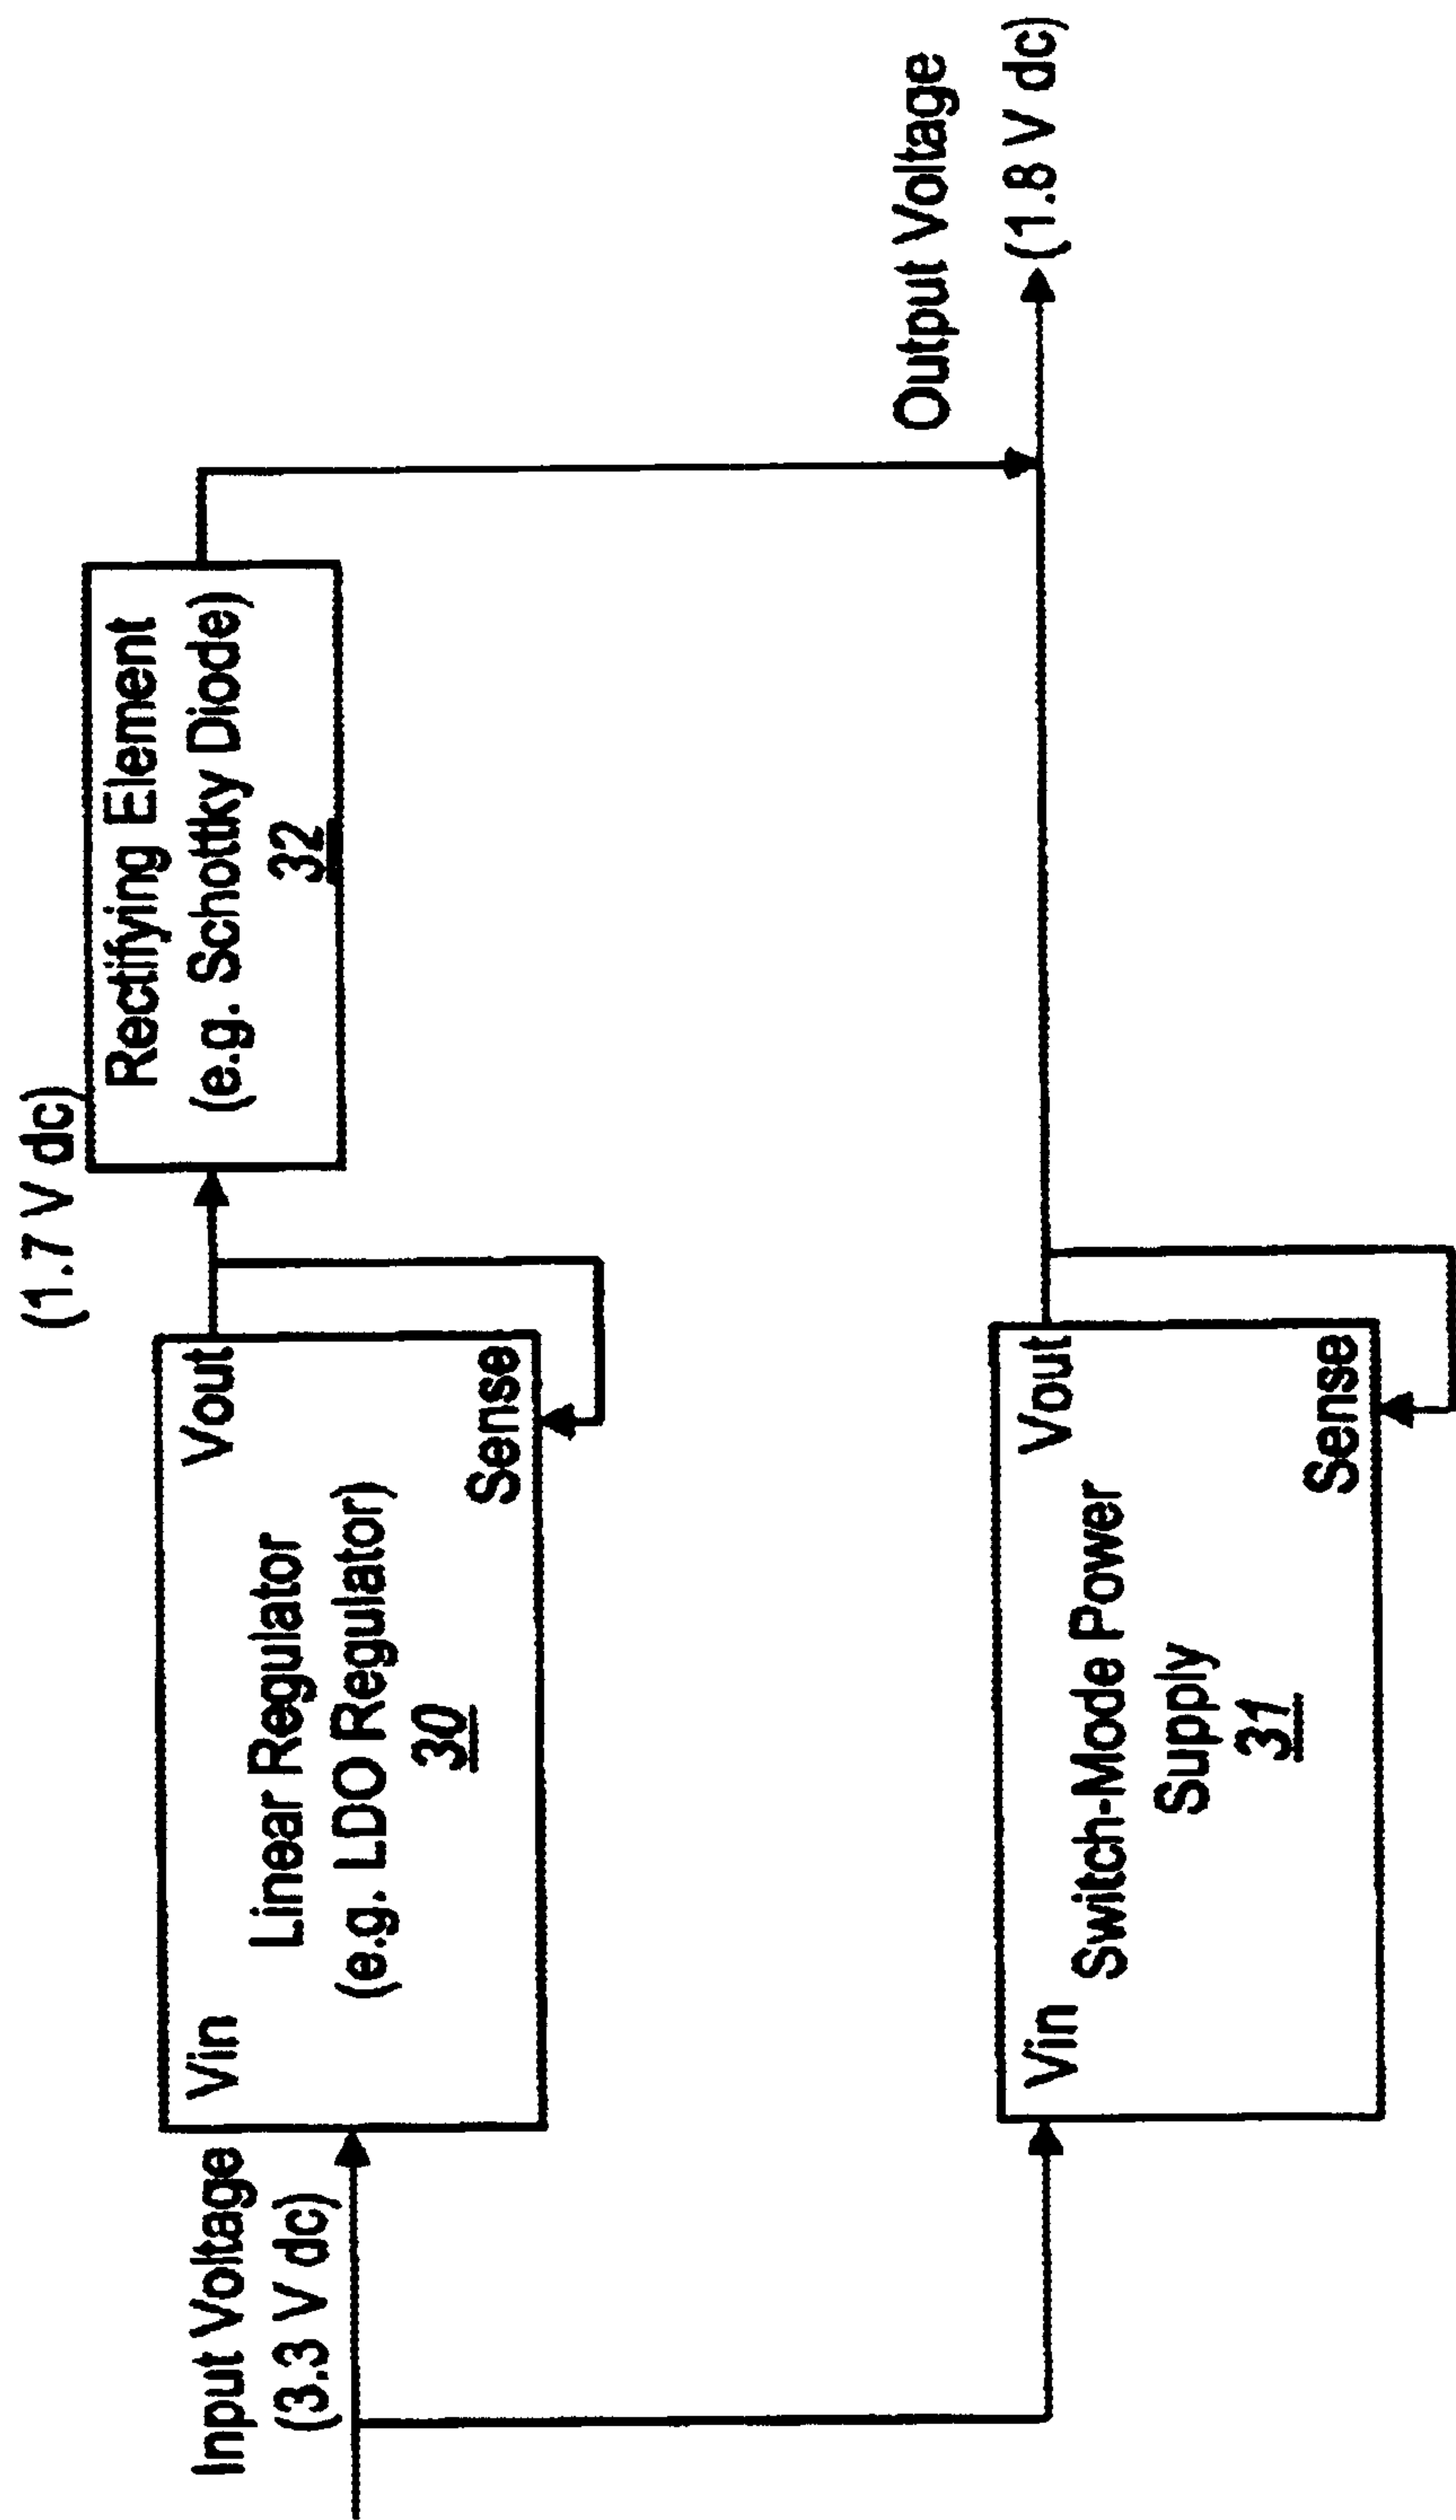 Input Voltage
(3.3 V dc)
Vin
Linear Regulator
(e.g. LDO Regulator)
30
Vout
Sense
(1.7 V dc)
Rectifying Element
(e.g. Schottky Diode)
32
Vin
Switch-Mode Power
Supply
31
Vout
Sense
Output Voltage
(1.8 V dc)